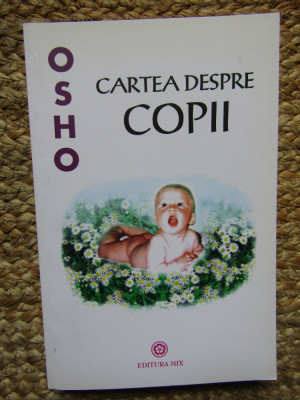 OSHO
CARTEA DESPRE
COPII
EDITURA MIX